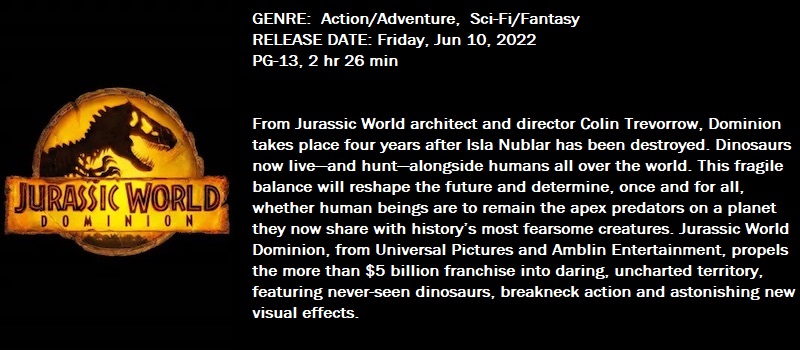 GENRE:  Action/Adventure,  Sci-Fi/Fantasy
RELEASE DATE: Friday, Jun 10, 2022
PG-13, 2 hr 26 min
From Jurassic World architect and director Colin Trevorrow, Dominion
takes place four years after Isla Nublar has been destroyed. Dinosaurs
now live—and hunt—alongside humans all over the world. This fragile
balance will reshape the future and determine, once and for all,
whether human beings are to remain the apex predators on a planet
they now share with history's most fearsome creatures. Jurassic World
Dominion, from Universal Pictures and Amblin Entertainment, propels
the more than $5 billion franchise into daring, uncharted territory,
featuring never-seen dinosaurs, breakneck action and astonishing new
visual effects.
JURASSIC WORLD
DOMINION